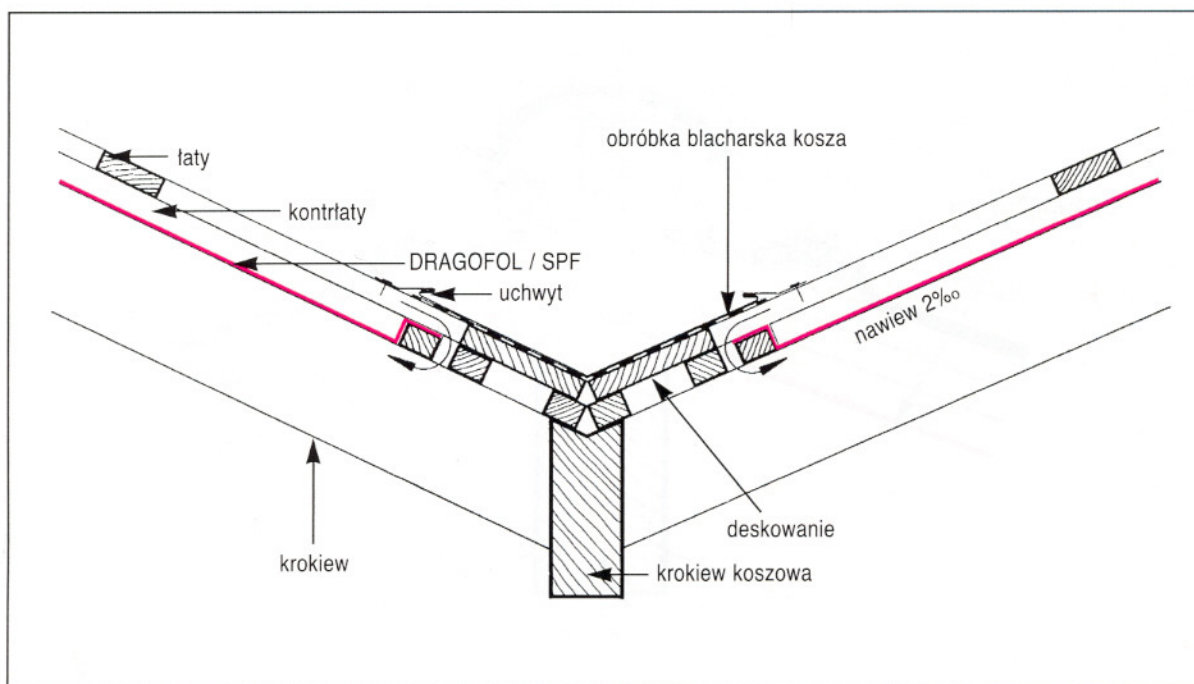 obróbka blacharska kosza
łaty
kontrłaty
DRAGOFOL / SPF
uchwyt
nawiew 2‰
deskowanie
krokiew
krokiew koszowa